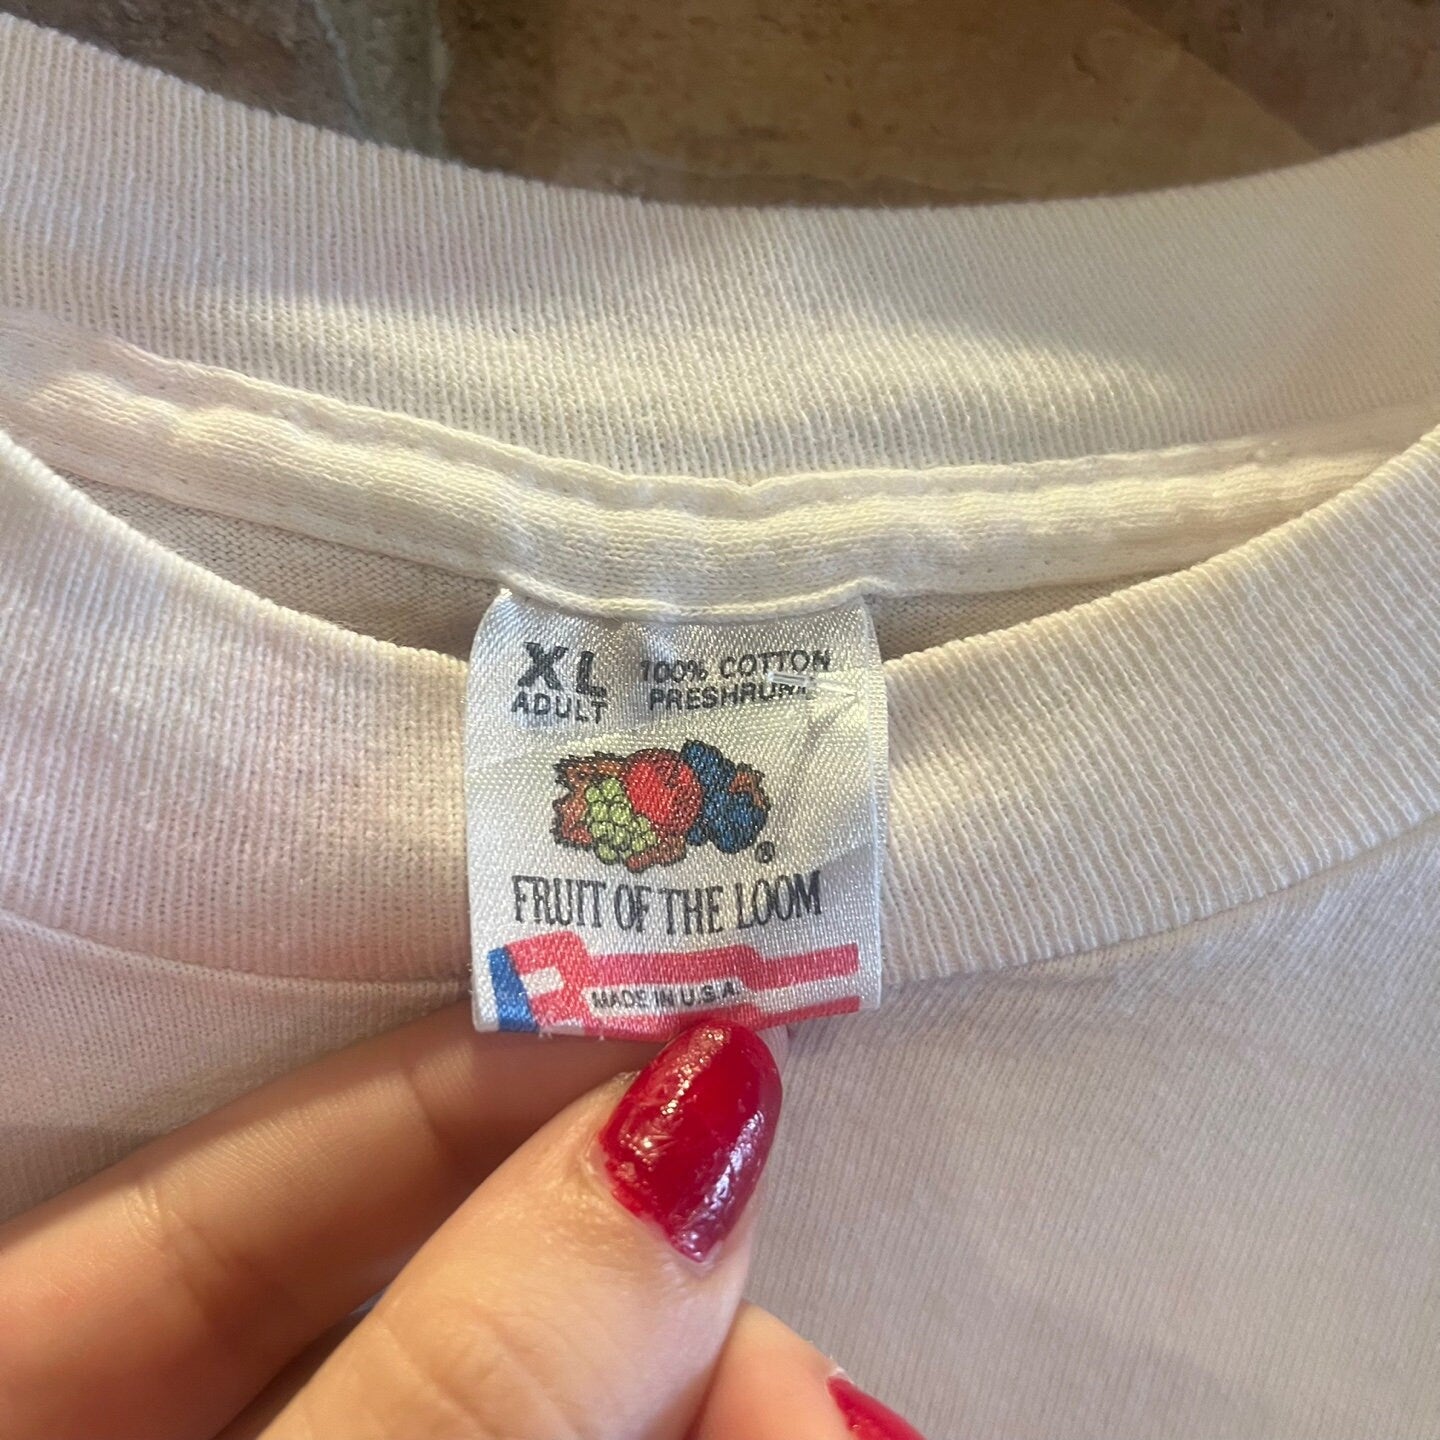 XL
ADULT
100% COTTON
PRESHRUNK
®
FRUIT OF THE LOOM
MADE IN U.S.A.